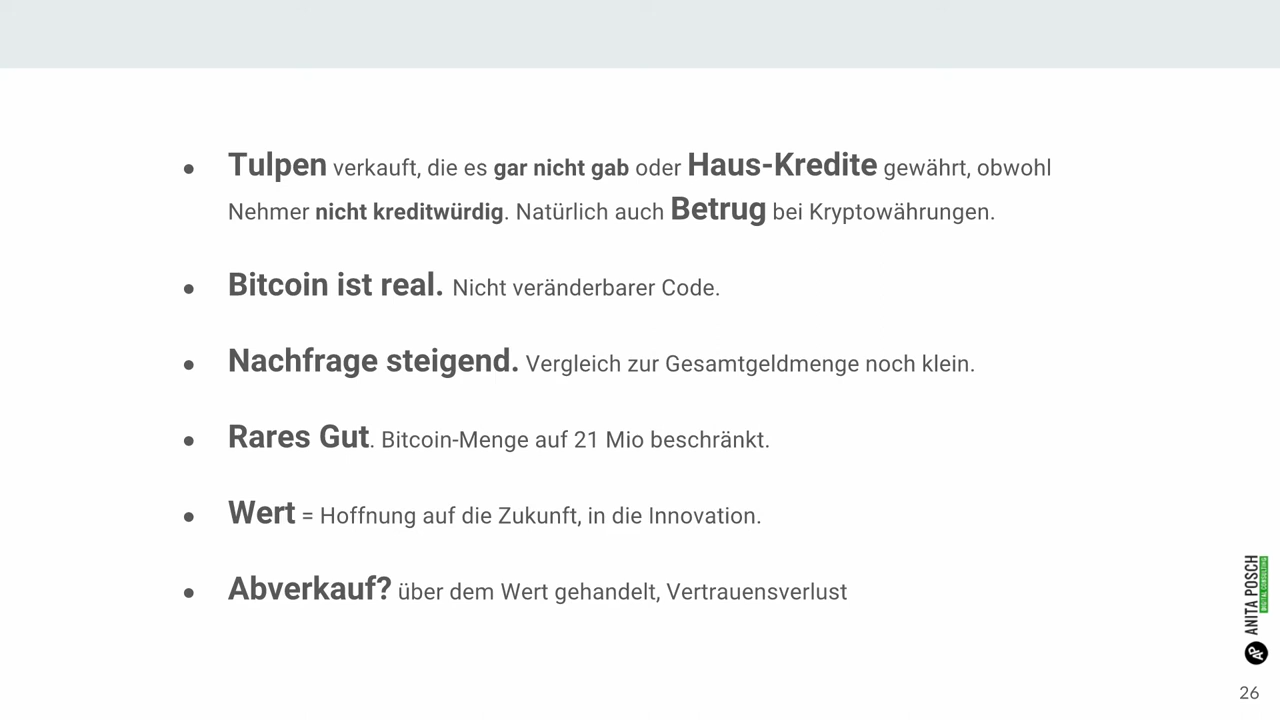 ● Tulpen verkauft, die es gar nicht gab oder Haus-Kredite gewährt, obwohl
Nehmer nicht kreditwürdig. Natürlich auch Betrug bei Kryptowährungen.
● Bitcoin ist real. Nicht veränderbarer Code.
● Nachfrage steigend. Vergleich zur Gesamtgeldmenge noch klein.
● Rares Gut. Bitcoin-Menge auf 21 Mio beschränkt.
● Wert = Hoffnung auf die Zukunft, in die Innovation.
● Abverkauf? über dem Wert gehandelt, Vertrauensverlust
AP ANITA POSCH
DIGITAL CONSULTING
26